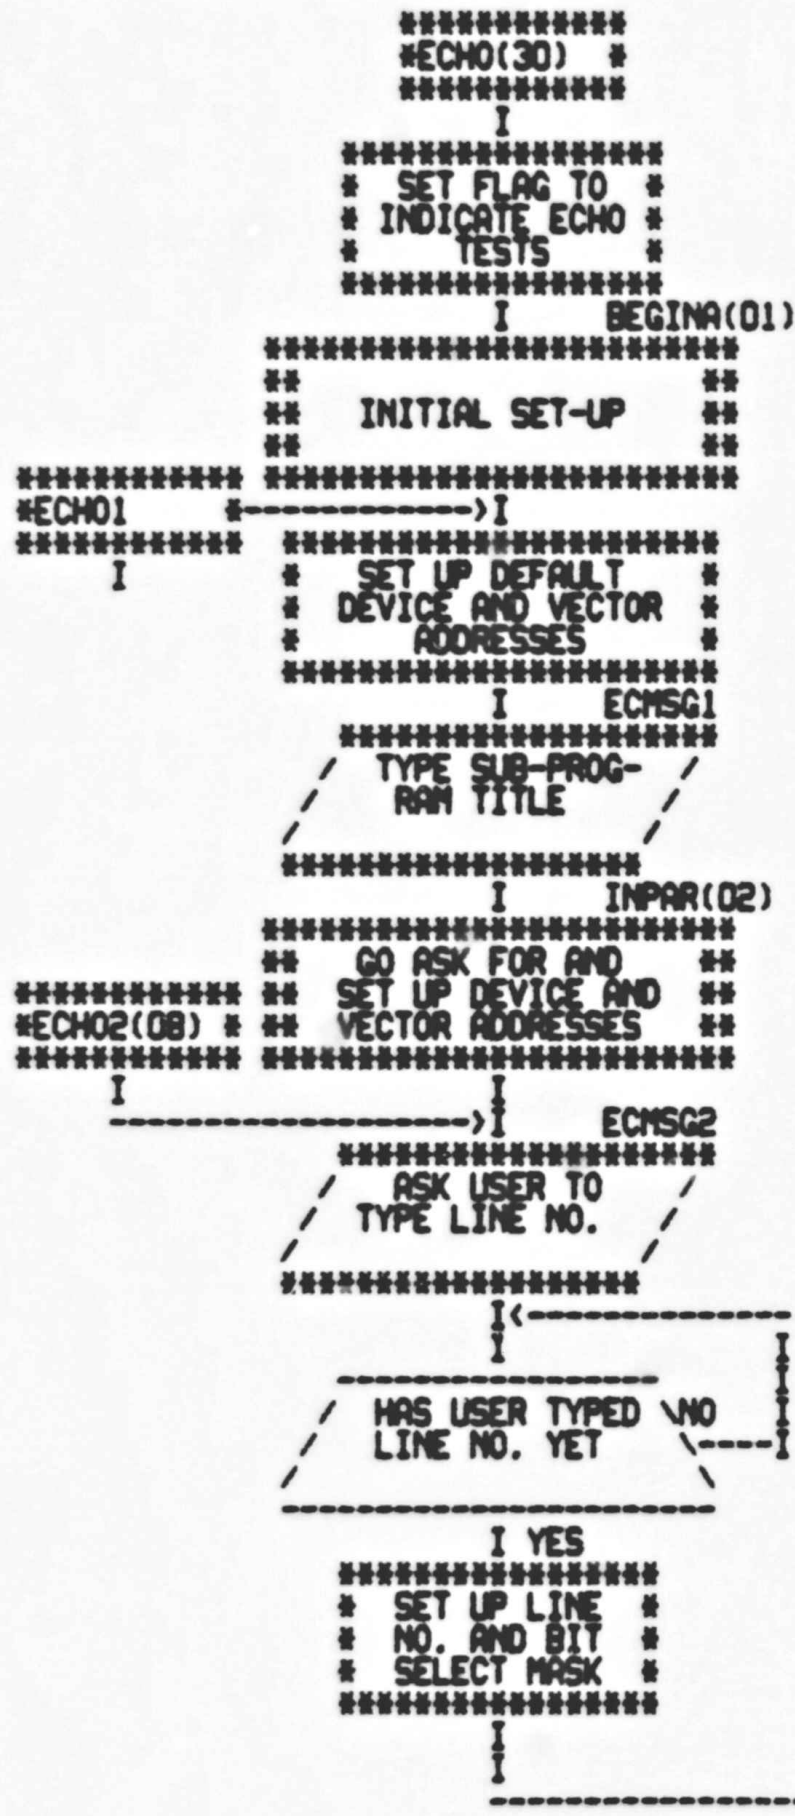 *ECHO(30) *
SET FLAG TO
INDICATE ECHO
TESTS
BEGINA(01)
INITIAL SET-UP
*ECHO1 *
SET UP DEFAULT
DEVICE AND VECTOR
ADDRESSES
ECMSG1
TYPE SUB-PROG-
RAM TITLE
INPAR(02)
GO ASK FOR AND
SET UP DEVICE AND
VECTOR ADDRESSES
*ECHO2(08) *
ECMSG2
ASK USER TO
TYPE LINE NO.
HAS USER TYPED NO
LINE NO. YET
YES
SET UP LINE
NO. AND BIT
SELECT MASK